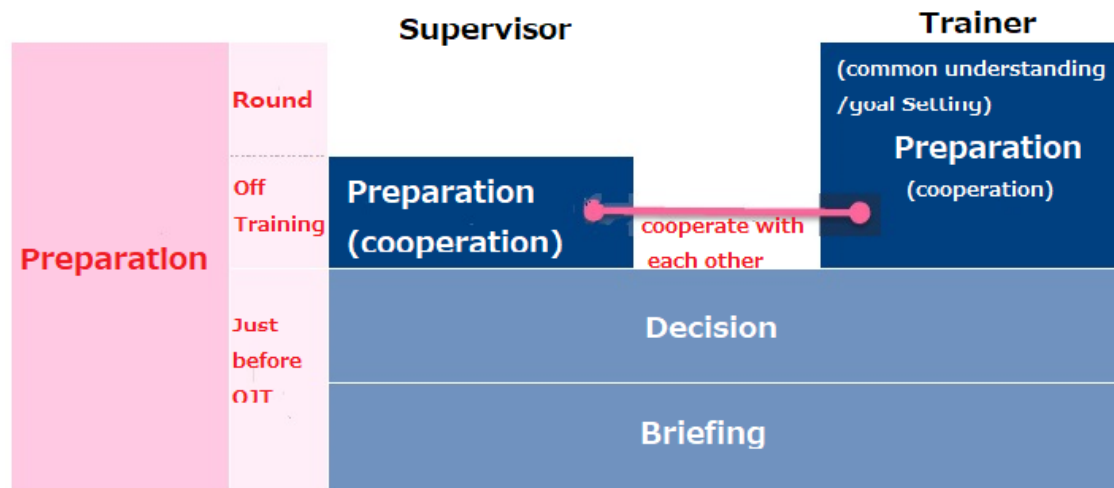 Supervisor
Trainer
Preparation
Round
Off
Training
Just
before
OJT
Preparation
(cooperation)
cooperate with
each other
(common understanding
/goal Setting)
Preparation
(cooperation)
Decision
Briefing